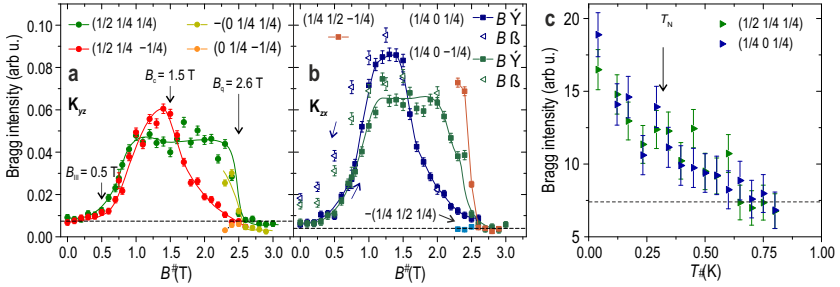 (1/2 1/4 1/4)
−(0 1/4 1/4)
(1/2 1/4 −1/4)
(0 1/4 −1/4)
a
B_c = 1.5 T
B_q = 2.6 T
K_yz
B_III = 0.5 T
Bragg intensity (arb u.)
0.10
0.08
0.06
0.04
0.02
0.00
0.0 0.5 1.0 1.5 2.0 2.5 3.0
B#(T)
(1/4 1/2 −1/4)
(1/4 0 1/4)
B Ý
B ß
(1/4 0 −1/4)
B Ý
B ß
b
K_zx
−(1/4 1/2 1/4)
0.0 0.5 1.0 1.5 2.0 2.5 3.0
B#(T)
c
T_N
(1/2 1/4 1/4)
(1/4 0 1/4)
Bragg intensity (arb u.)
20
15
10
5
0.00 0.25 0.50 0.75 1.00
T#(K)